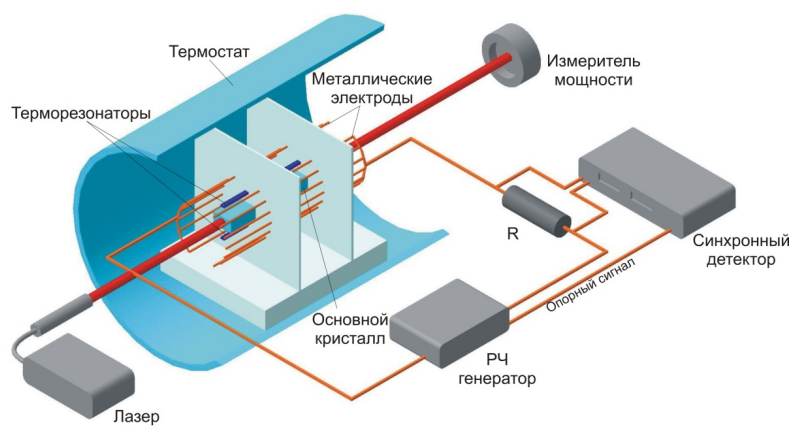 Термостат
Терморезонаторы
Металлические
электроды
Измеритель
мощности
R
Синхронный
детектор
Опорный сигнал
Основной
кристалл
РЧ
генератор
Лазер